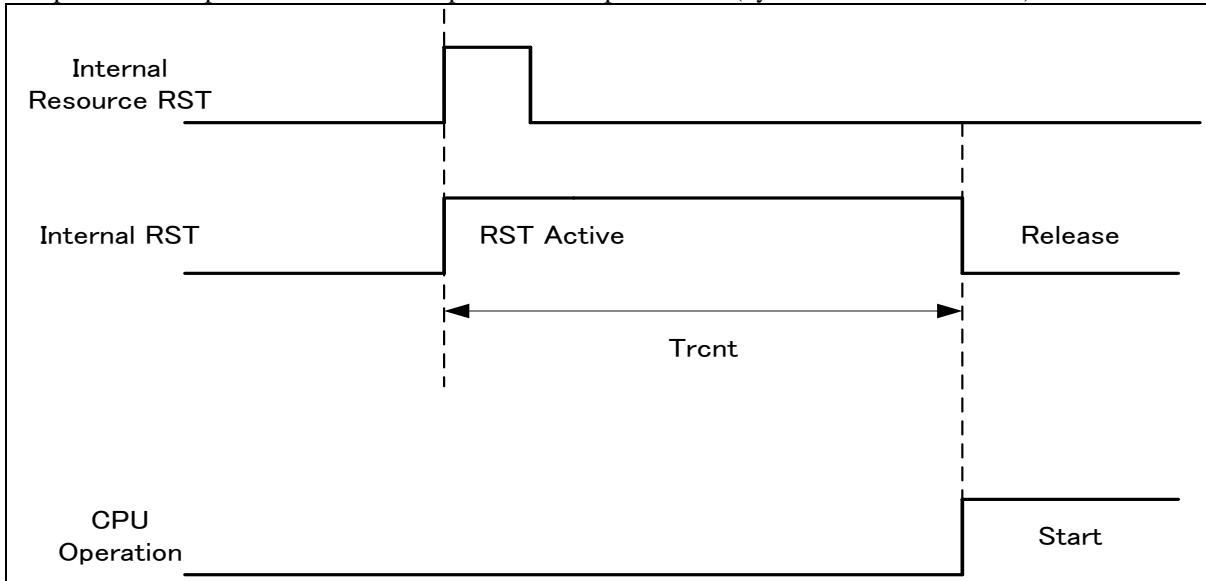 Internal
Resource RST
Internal RST
RST Active
Release
Trcnt
CPU
Operation
Start